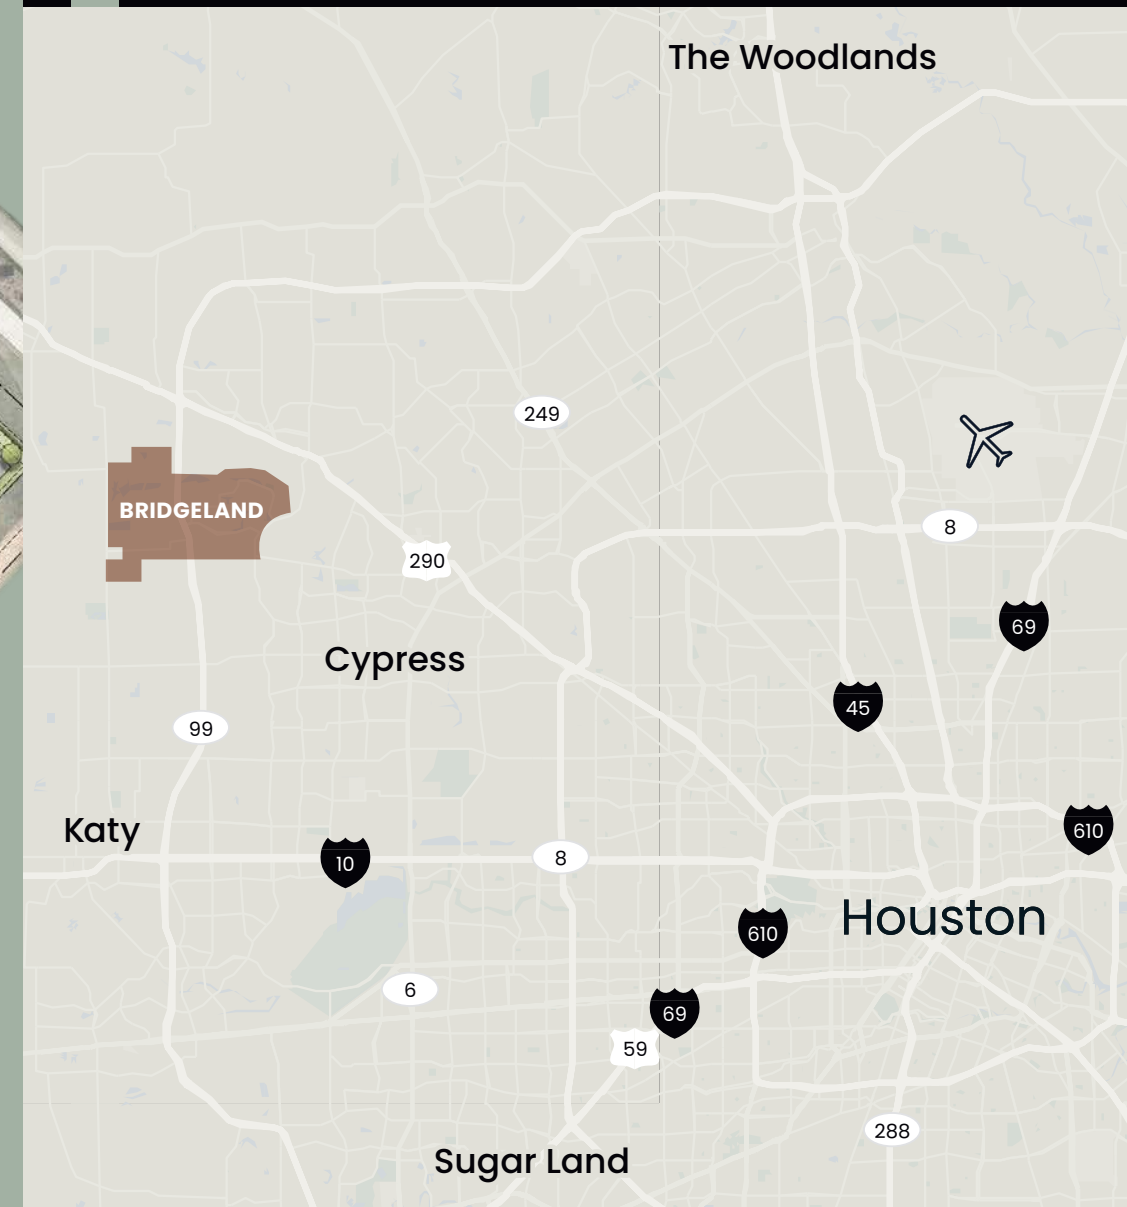 The Woodlands
249
BRIDGELAND
8
290
69
Cypress
45
99
Katy
610
10
8
Houston
610
6
69
59
288
Sugar Land